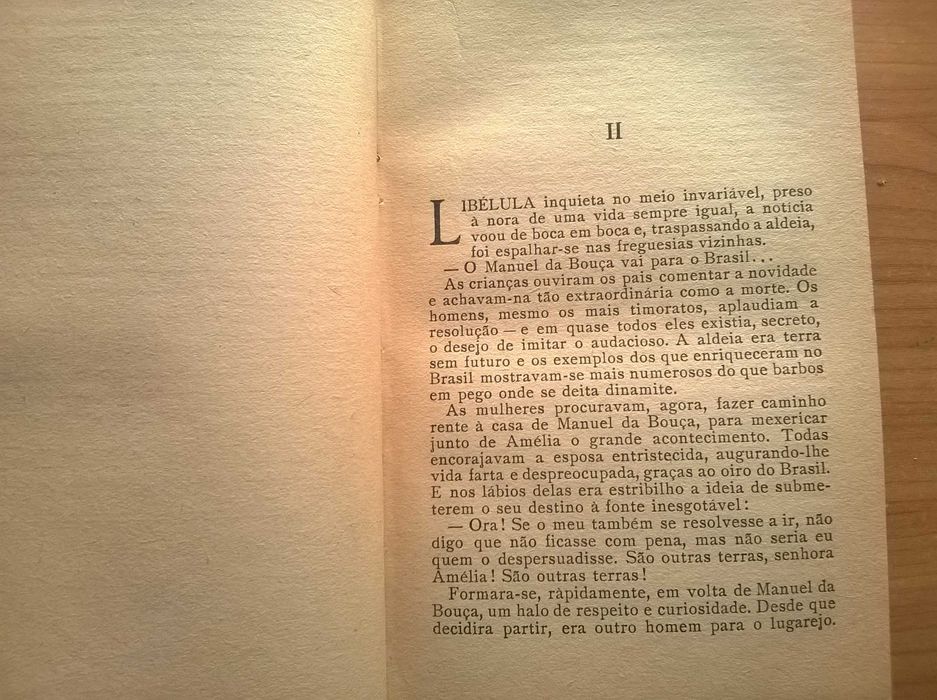 II
LIBÉLULA inquieta no meio invariável, preso
à nora de uma vida sempre igual, a notícia
voou de boca em boca e, traspassando a aldeia,
foi espalhar-se nas freguesias vizinhas.
— O Manuel da Bouça vai para o Brasil...
As crianças ouviram os pais comentar a novidade
e achavam-na tão extraordinária como a morte. Os
homens, mesmo os mais timoratos, aplaudiam a
resolução — e em quase todos eles existia, secreto,
o desejo de imitar o audacioso. A aldeia era terra
sem futuro e os exemplos dos que enriqueceram no
Brasil mostravam-se mais numerosos do que barbos
em pego onde se deita dinamite.
As mulheres procuravam, agora, fazer caminho
rente à casa de Manuel da Bouça, para mexericar
junto de Amélia o grande acontecimento. Todas
encorajavam a esposa entristecida, augurando-lhe
vida farta e despreocupada, graças ao oiro do Brasil.
E nos lábios delas era estribilho a ideia de subme-
terem o seu destino à fonte inesgotável:
— Ora! Se o meu também se resolvesse a ir, não
digo que não ficasse com pena, mas não seria eu
quem o despersuadisse. São outras terras, senhora
Amélia! São outras terras!
Formara-se, ràpidamente, em volta de Manuel da
Bouça, um halo de respeito e curiosidade. Desde que
decidira partir, era outro homem para o lugarejo.